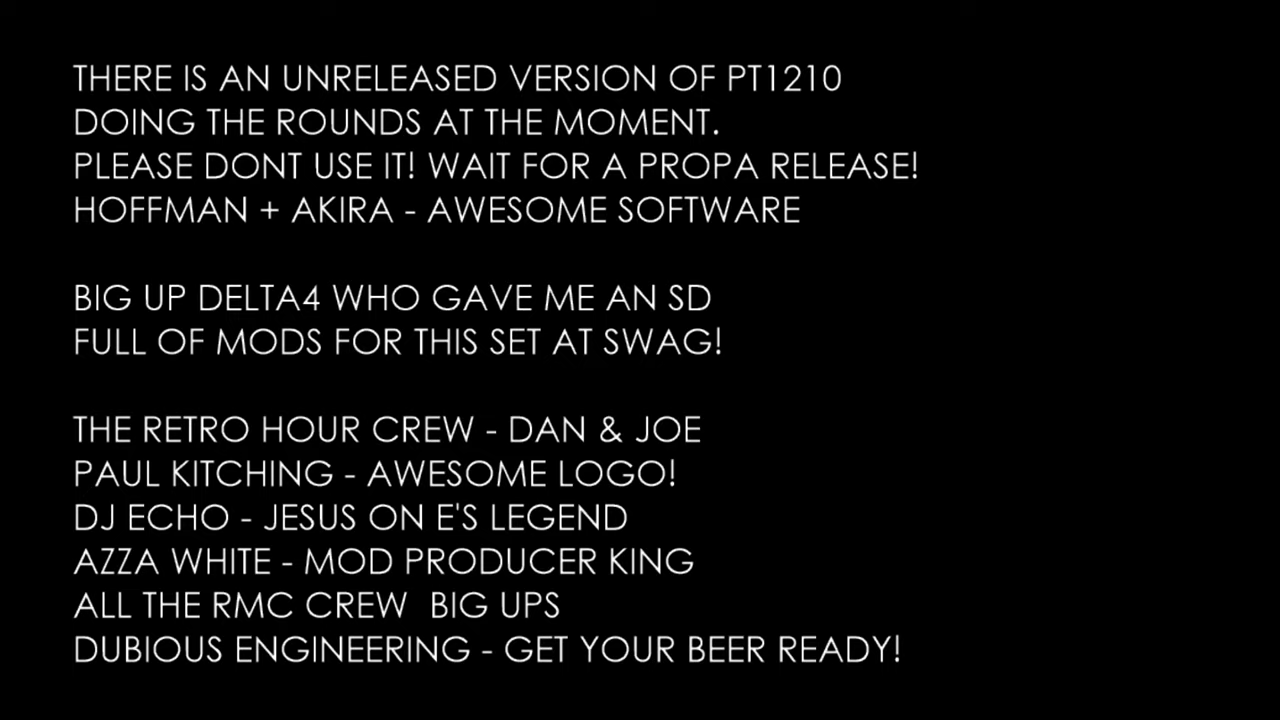 THERE IS AN UNRELEASED VERSION OF PT1210
DOING THE ROUNDS AT THE MOMENT.
PLEASE DONT USE IT! WAIT FOR A PROPA RELEASE!
HOFFMAN + AKIRA - AWESOME SOFTWARE
BIG UP DELTA4 WHO GAVE ME AN SD
FULL OF MODS FOR THIS SET AT SWAG!
THE RETRO HOUR CREW - DAN & JOE
PAUL KITCHING - AWESOME LOGO!
DJ ECHO - JESUS ON E'S LEGEND
AZZA WHITE - MOD PRODUCER KING
ALL THE RMC CREW  BIG UPS
DUBIOUS ENGINEERING - GET YOUR BEER READY!